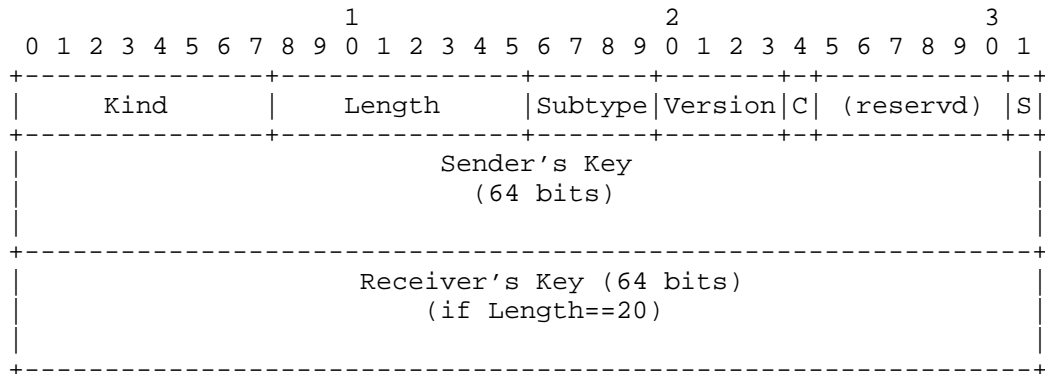 1                   2                   3
 0 1 2 3 4 5 6 7 8 9 0 1 2 3 4 5 6 7 8 9 0 1 2 3 4 5 6 7 8 9 0 1
+---------------+---------------+-------+-------+-+-----------+-+
|     Kind      |    Length     |Subtype|Version|C| (reservd) |S|
+---------------+---------------+-------+-------+-+-----------+-+
|                          Sender's Key                         |
|                            (64 bits)                          |
|                                                               |
+---------------------------------------------------------------+
|                     Receiver's Key (64 bits)                  |
|                         (if Length==20)                       |
|                                                               |
+---------------------------------------------------------------+